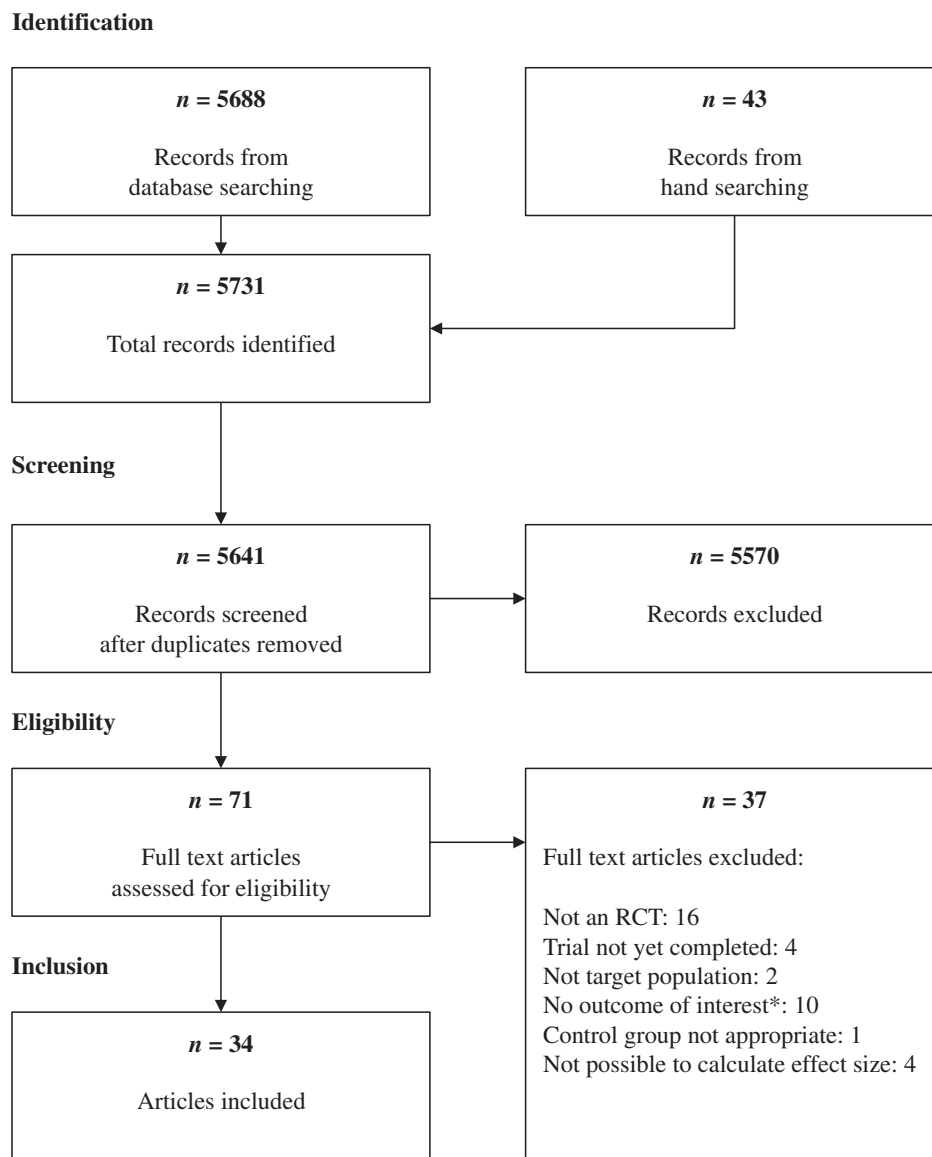 Identification
n = 5688
Records from
database searching
n = 43
Records from
hand searching
n = 5731
Total records identified
Screening
n = 5641
Records screened
after duplicates removed
n = 5570
Records excluded
Eligibility
n = 71
Full text articles
assessed for eligibility
n = 37
Full text articles excluded:
Not an RCT: 16
Trial not yet completed: 4
Not target population: 2
No outcome of interest*: 10
Control group not appropriate: 1
Not possible to calculate effect size: 4
Inclusion
n = 34
Articles included